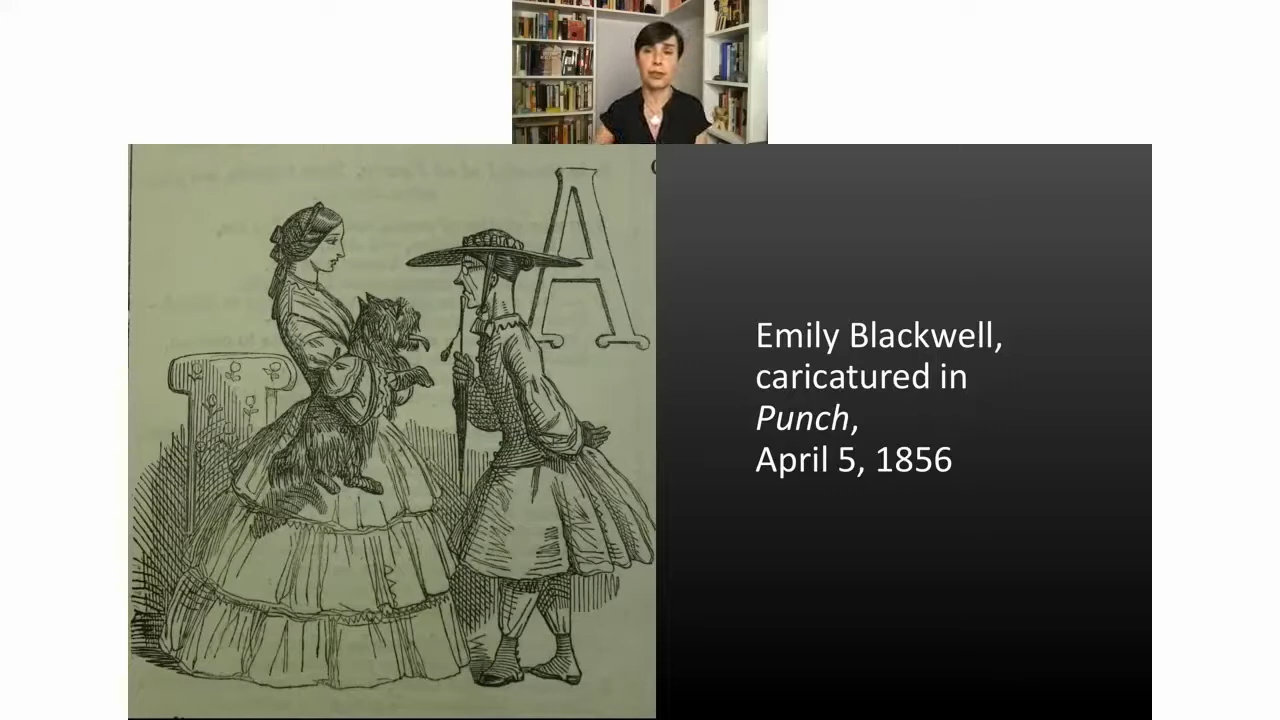 A
Emily Blackwell,
caricatured in
Punch,
April 5, 1856